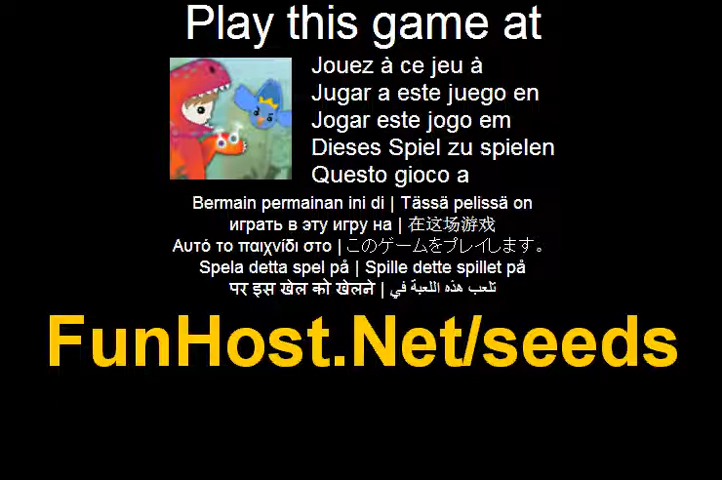 Play this game at
Jouez à ce jeu à
Jugar a este juego en
Jogar este jogo em
Dieses Spiel zu spielen
Questo gioco a
Bermain permainan ini di | Tässä pelissä on
играть в эту игру на | 在这场游戏
Αυτό το παιχνίδι στο | このゲームをプレイします。
Spela detta spel på | Spille dette spillet på
पर इस खेल को खेलने | تلعب هذه اللعبة في
FunHost.Net/seeds